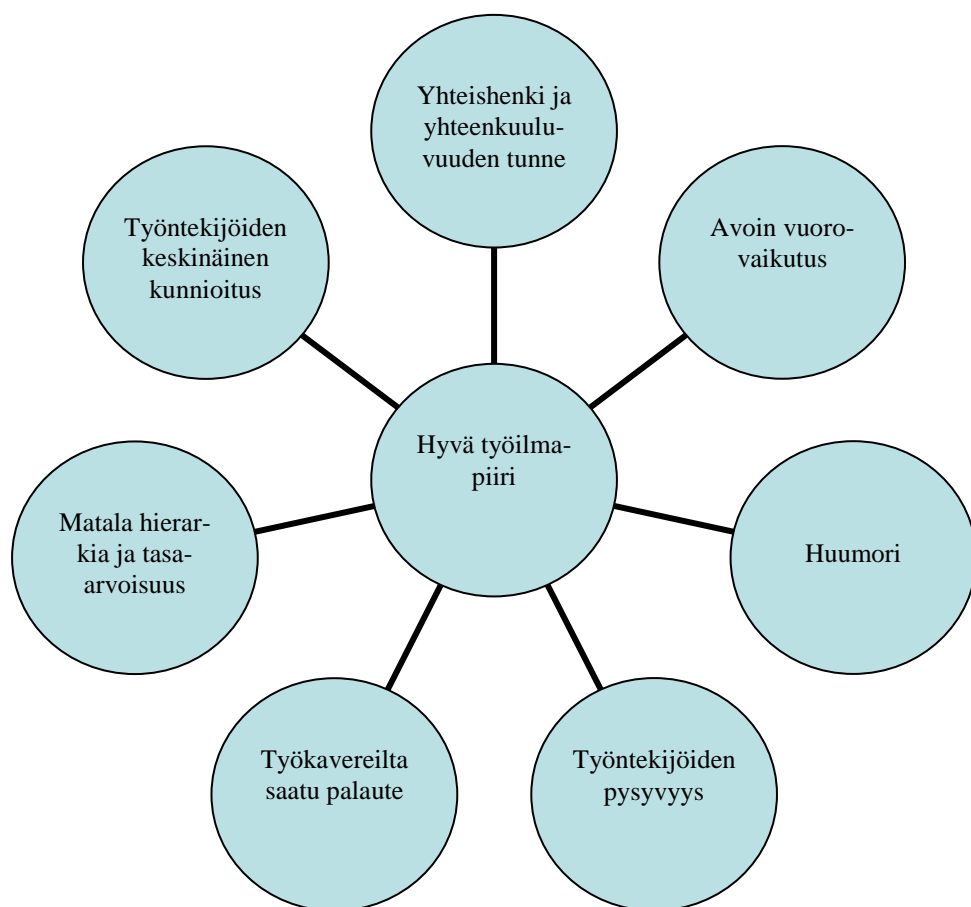 Yhteishenki ja
yhteenkuulu-
vuuden tunne
Työntekijöiden
keskinäinen
kunnioitus
Avoin vuoro-
vaikutus
Hyvä työilma-
piiri
Matala hierar-
kia ja tasa-
arvoisuus
Huumori
Työkavereilta
saatu palaute
Työntekijöiden
pysyvyys